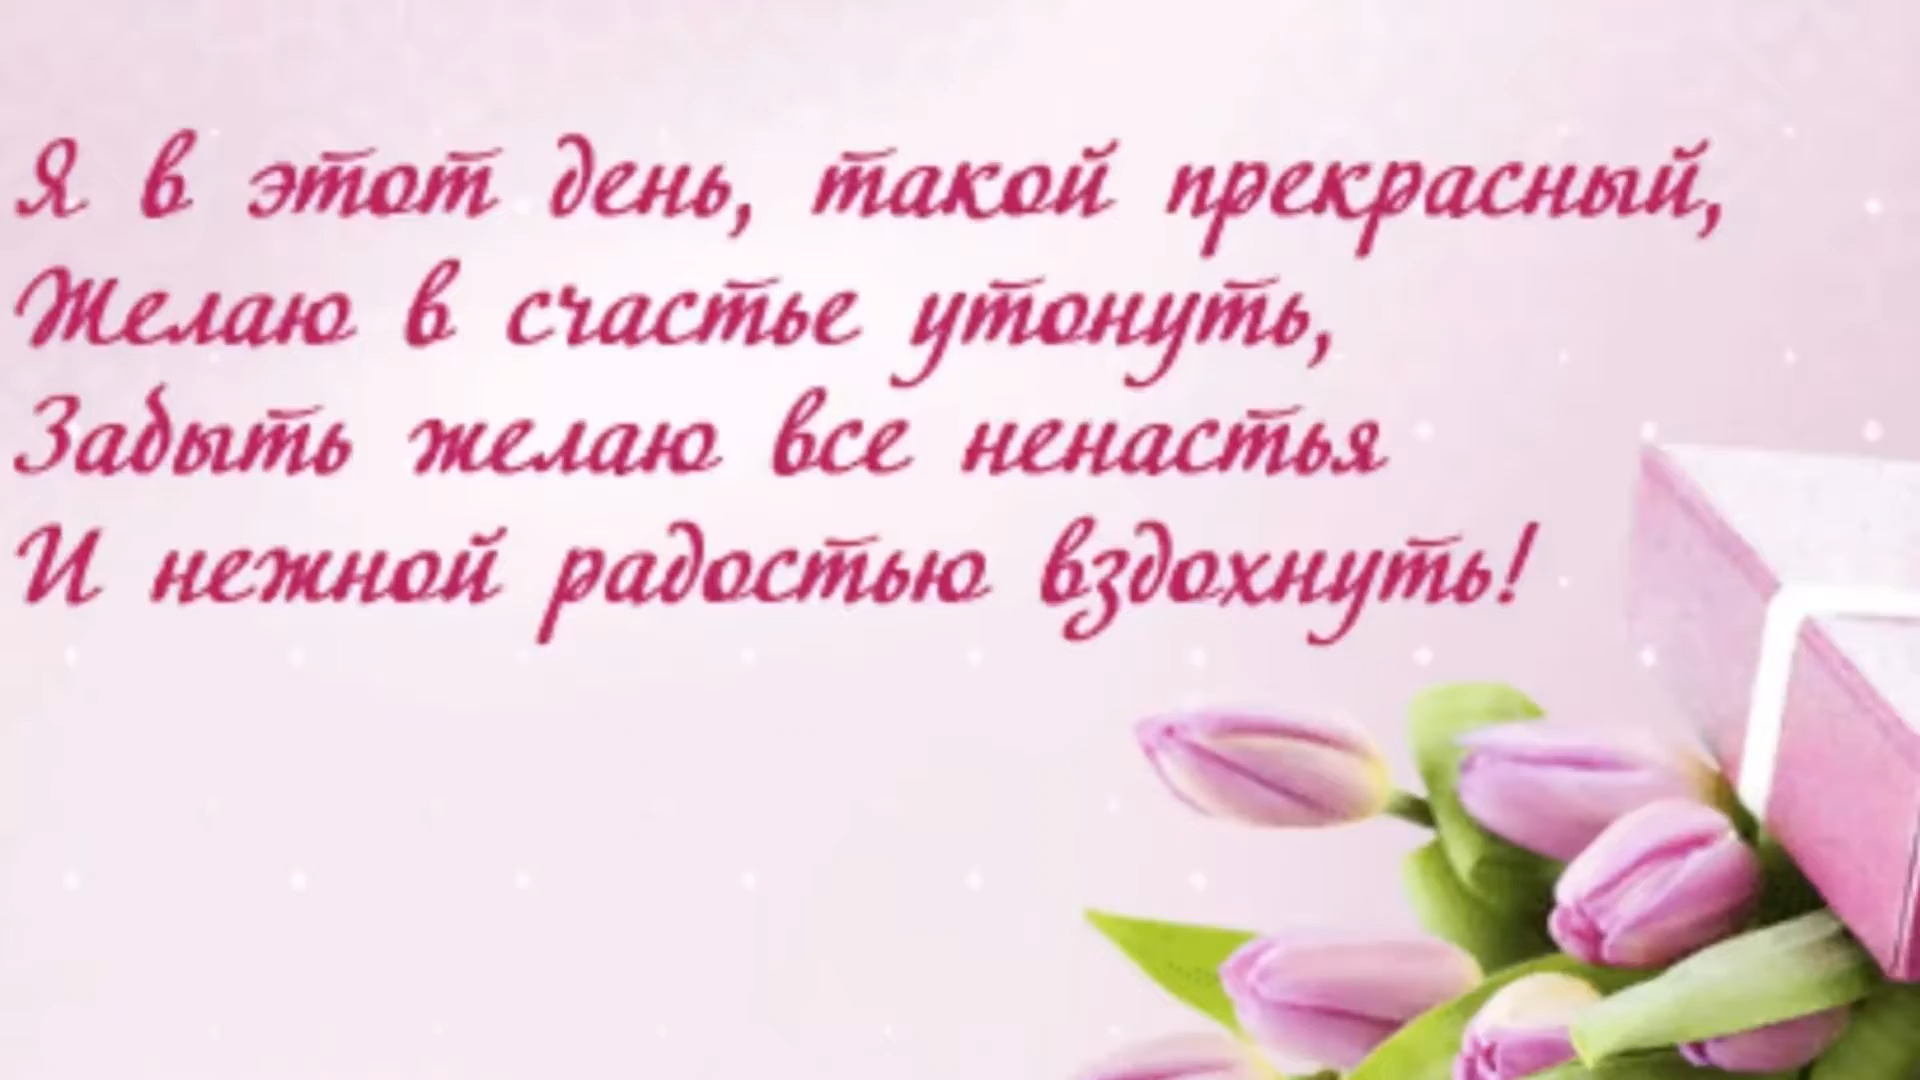 Я в этот день, такой прекрасный,
Желаю в счастье утонуть,
Забыть желаю все ненастья
И нежной радостью вздохнуть!